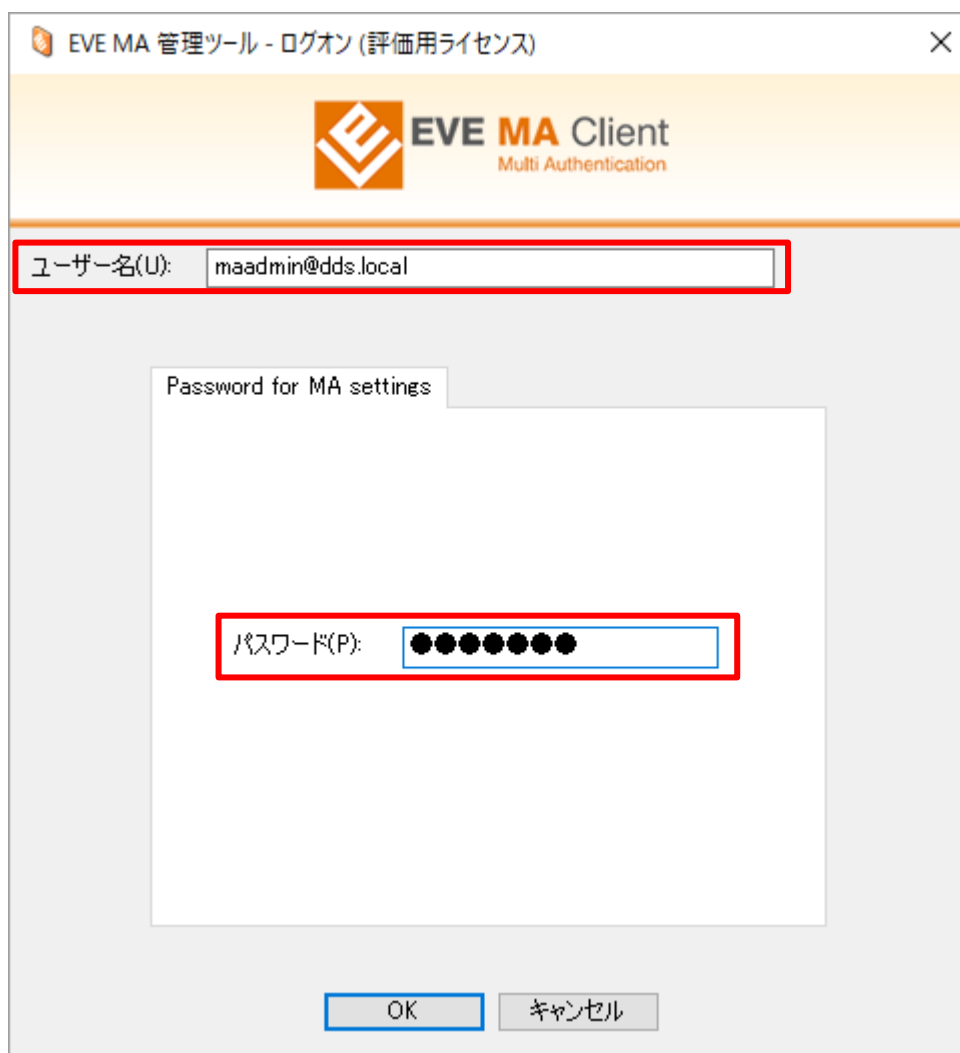 EVE MA 管理ツール - ログオン (評価用ライセンス)
EVE MA Client
Multi Authentication
ユーザー名(U): maadmin@dds.local
Password for MA settings
パスワード(P): ●●●●●●●
OK キャンセル